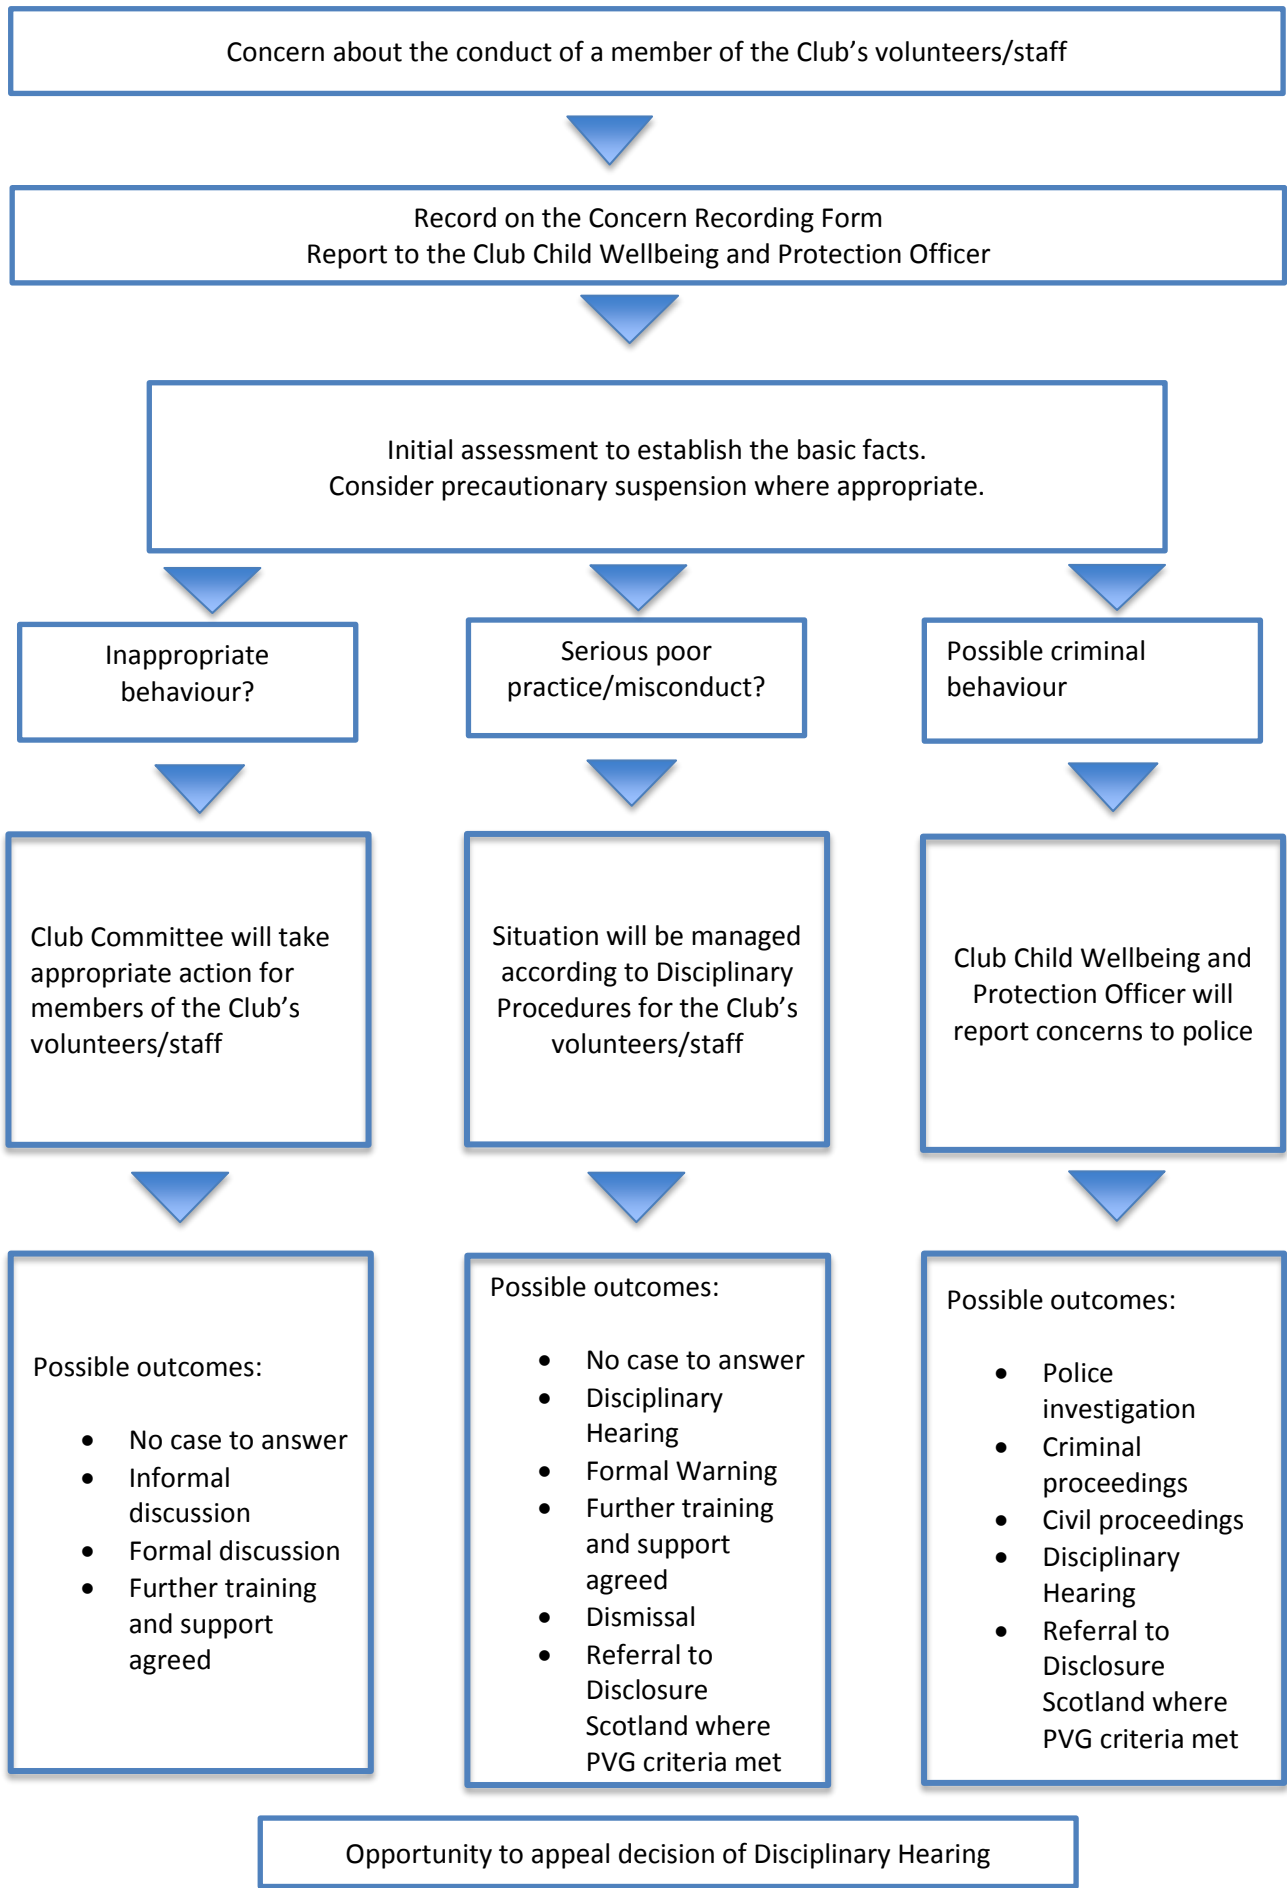 Concern about the conduct of a member of the Club’s volunteers/staff
Record on the Concern Recording Form
Report to the Club Child Wellbeing and Protection Officer
Initial assessment to establish the basic facts.
Consider precautionary suspension where appropriate.
Inappropriate
behaviour?
Serious poor
practice/misconduct?
Possible criminal
behaviour
Club Committee will take
appropriate action for
members of the Club’s
volunteers/staff
Situation will be managed
according to Disciplinary
Procedures for the Club’s
volunteers/staff
Club Child Wellbeing and
Protection Officer will
report concerns to police
Possible outcomes:
• No case to answer
• Informal
discussion
• Formal discussion
• Further training
and support
agreed
Possible outcomes:
• No case to answer
• Disciplinary
Hearing
• Formal Warning
• Further training
and support
agreed
• Dismissal
• Referral to
Disclosure
Scotland where
PVG criteria met
Possible outcomes:
• Police
investigation
• Criminal
proceedings
• Civil proceedings
• Disciplinary
Hearing
• Referral to
Disclosure
Scotland where
PVG criteria met
Opportunity to appeal decision of Disciplinary Hearing